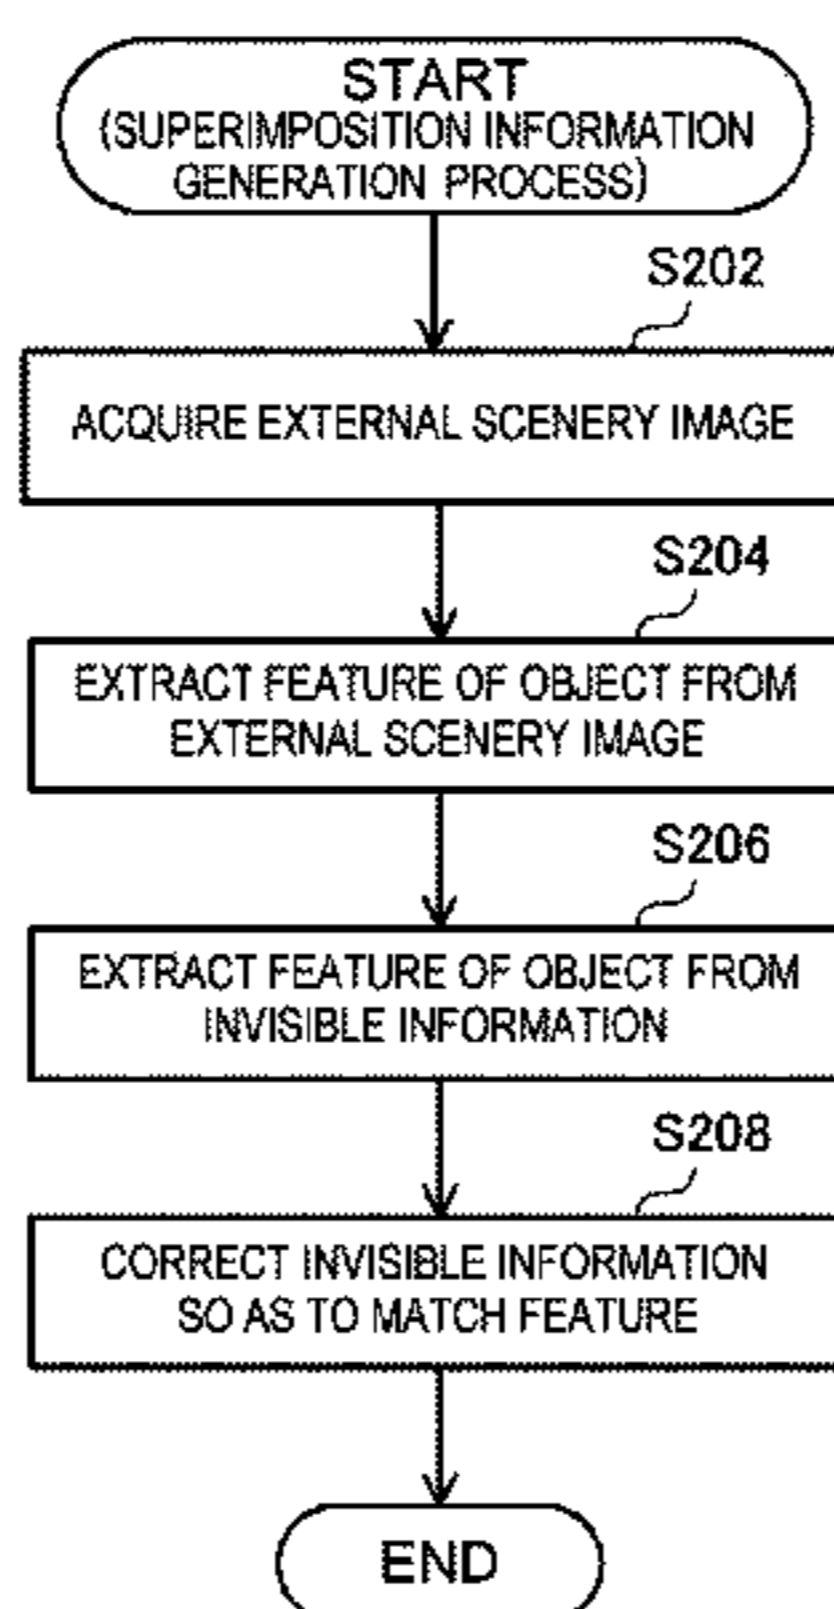 START
(SUPERIMPOSITION INFORMATION
GENERATION PROCESS)
S202
ACQUIRE EXTERNAL SCENERY IMAGE
S204
EXTRACT FEATURE OF OBJECT FROM
EXTERNAL SCENERY IMAGE
S206
EXTRACT FEATURE OF OBJECT FROM
INVISIBLE INFORMATION
S208
CORRECT INVISIBLE INFORMATION
SO AS TO MATCH FEATURE
END